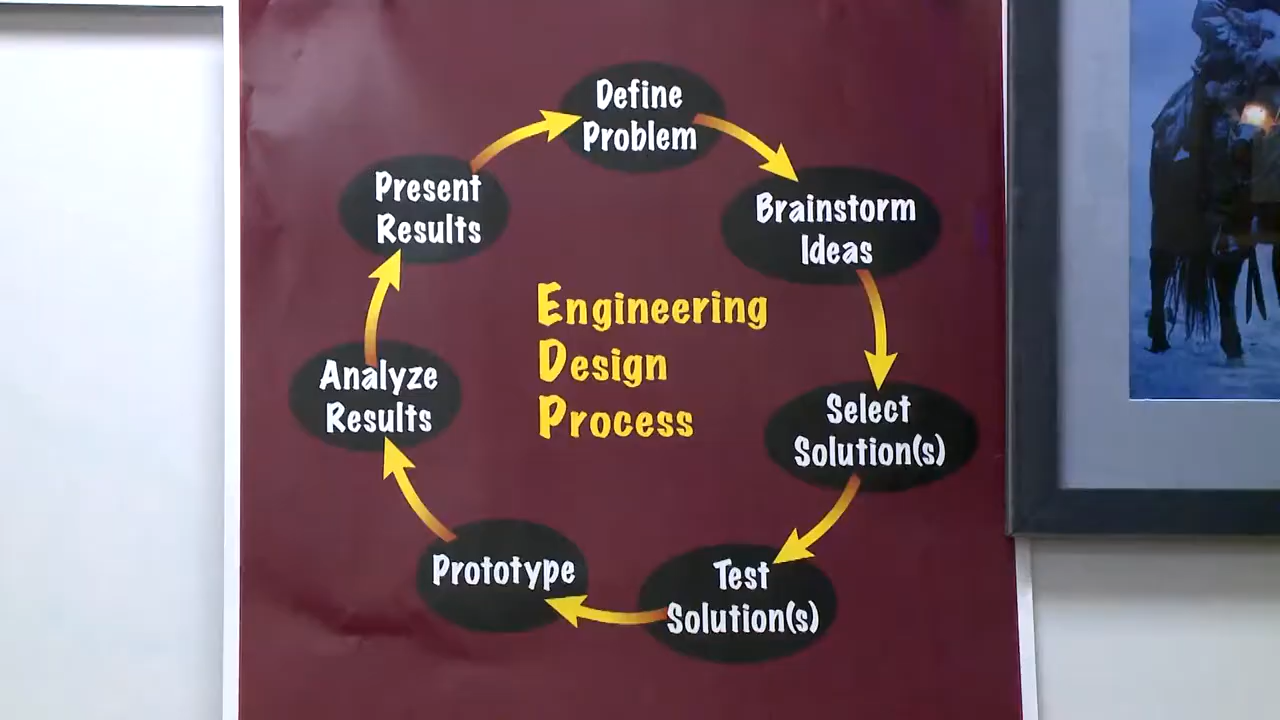 Define
Problem
Brainstorm
Ideas
Select
Solution(s)
Test
Solution(s)
Prototype
Analyze
Results
Present
Results
Engineering
Design
Process